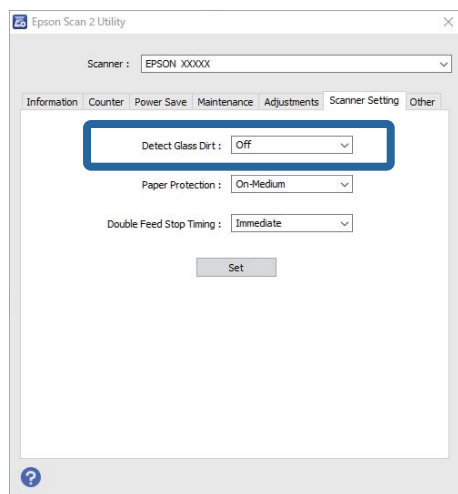 Epson Scan 2 Utility
Scanner : EPSON XXXXX
Information Counter Power Save Maintenance Adjustments Scanner Setting Other
Detect Glass Dirt : Off
Paper Protection : On-Medium
Double Feed Stop Timing : Immediate
Set
?